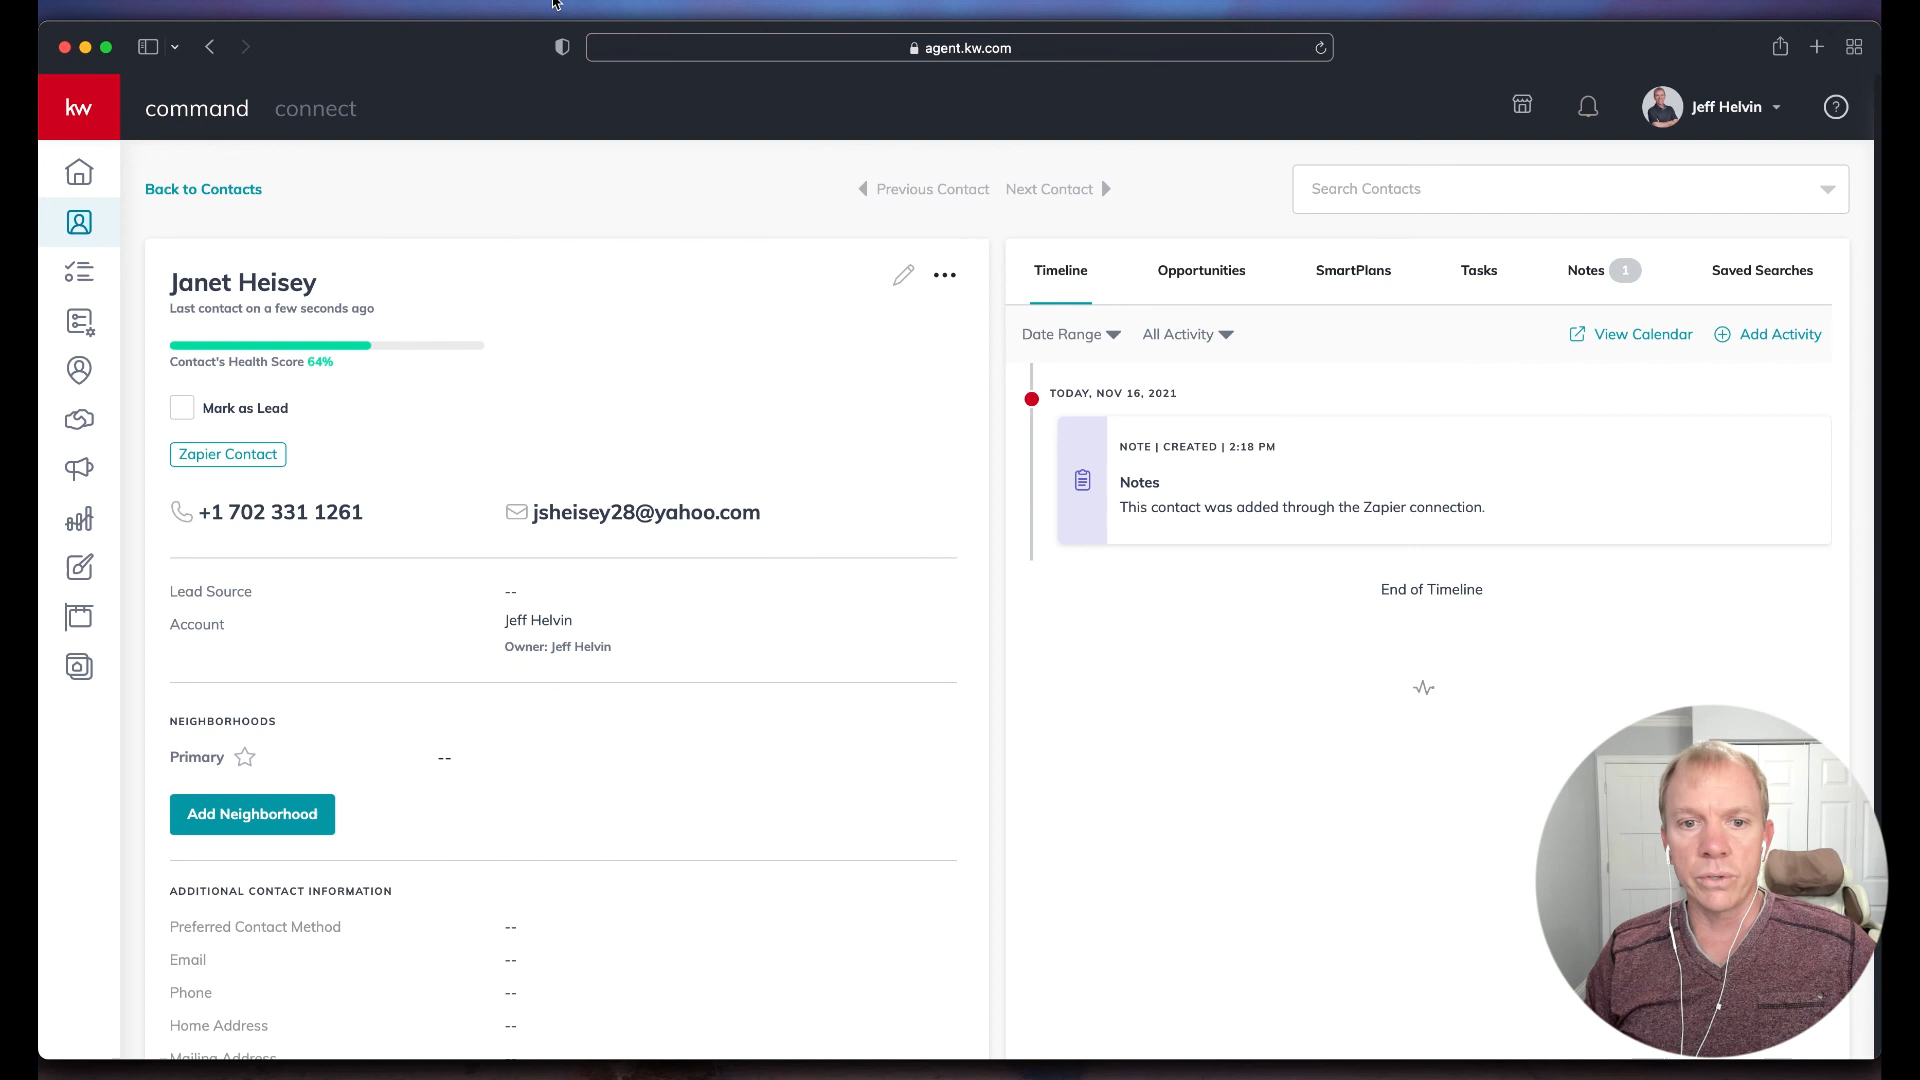 agent.kw.com
kw
command connect
Jeff Helvin
?
Back to Contacts
Previous Contact Next Contact
Search Contacts
Janet Heisey
Last contact on a few seconds ago
Contact's Health Score 64%
Mark as Lead
Zapier Contact
+1 702 331 1261
jsheisey28@yahoo.com
Lead Source --
Account Jeff Helvin
Owner: Jeff Helvin
NEIGHBORHOODS
Primary --
Add Neighborhood
ADDITIONAL CONTACT INFORMATION
Preferred Contact Method --
Email --
Phone --
Home Address --
Mailing Address
Timeline Opportunities SmartPlans Tasks Notes 1 Saved Searches
Date Range All Activity View Calendar Add Activity
TODAY, NOV 16, 2021
NOTE | CREATED | 2:18 PM
Notes
This contact was added through the Zapier connection.
End of Timeline